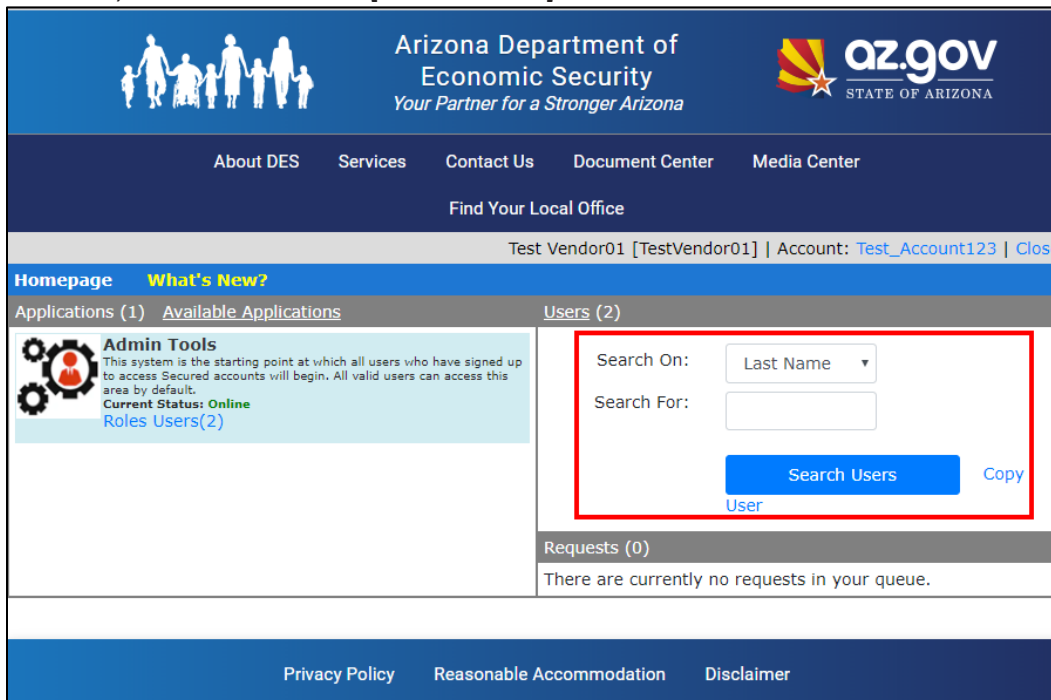 Arizona Department of
Economic Security
Your Partner for a Stronger Arizona
az.gov
STATE OF ARIZONA
About DES Services Contact Us Document Center Media Center
Find Your Local Office
Test Vendor01 [TestVendor01] | Account: Test_Account123 | Clos
Homepage What's New?
Applications (1) Available Applications
Admin Tools
This system is the starting point at which all users who have signed up
to access Secured accounts will begin. All valid users can access this
area by default.
Current Status: Online
Roles Users(2)
Users (2)
Search On: Last Name
Search For:
Search Users Copy
User
Requests (0)
There are currently no requests in your queue.
Privacy Policy Reasonable Accommodation Disclaimer